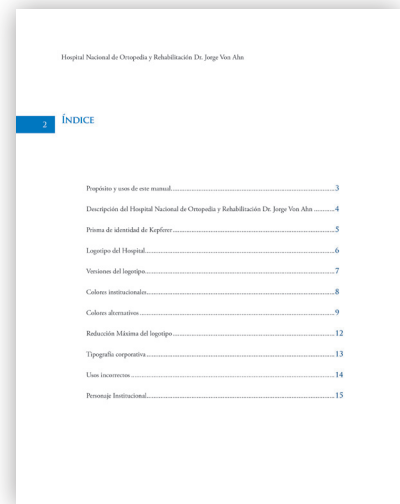 Hospital Nacional de Ortopedia y Rehabilitación Dr. Jorge Von Ahn
2 ÍNDICE
Propósito y usos de este manual.....3
Descripción del Hospital Nacional de Ortopedia y Rehabilitación Dr. Jorge Von Ahn.....4
Prisma de identidad de Kepferer.....5
Logotipo del Hospital.....6
Versiones del logotipo.....7
Colores institucionales.....8
Colores alternativos.....9
Reducción Máxima del logotipo.....12
Tipografía corporativa.....13
Usos incorrectos.....14
Personaje Institucional.....15